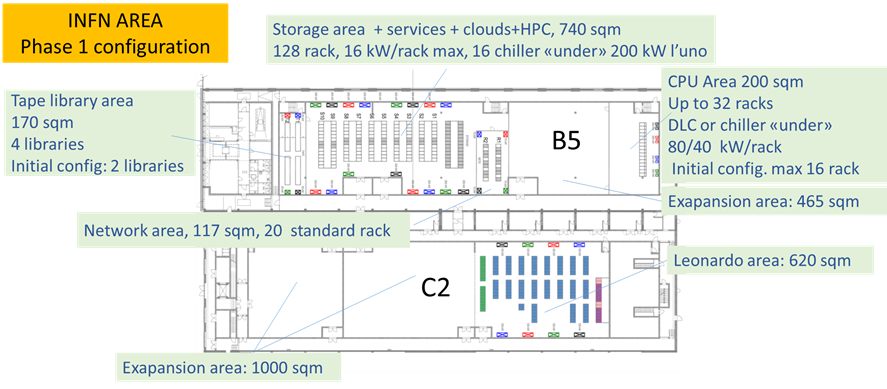 INFN AREA
Phase 1 configuration
Storage area + services + clouds+HPC, 740 sqm
128 rack, 16 kW/rack max, 16 chiller «under» 200 kW l’uno
Tape library area
170 sqm
4 libraries
Initial config: 2 libraries
CPU Area 200 sqm
Up to 32 racks
DLC or chiller «under»
80/40 kW/rack
Initial config. max 16 rack
B5
Exapansion area: 465 sqm
Network area, 117 sqm, 20 standard rack
Leonardo area: 620 sqm
C2
Exapansion area: 1000 sqm